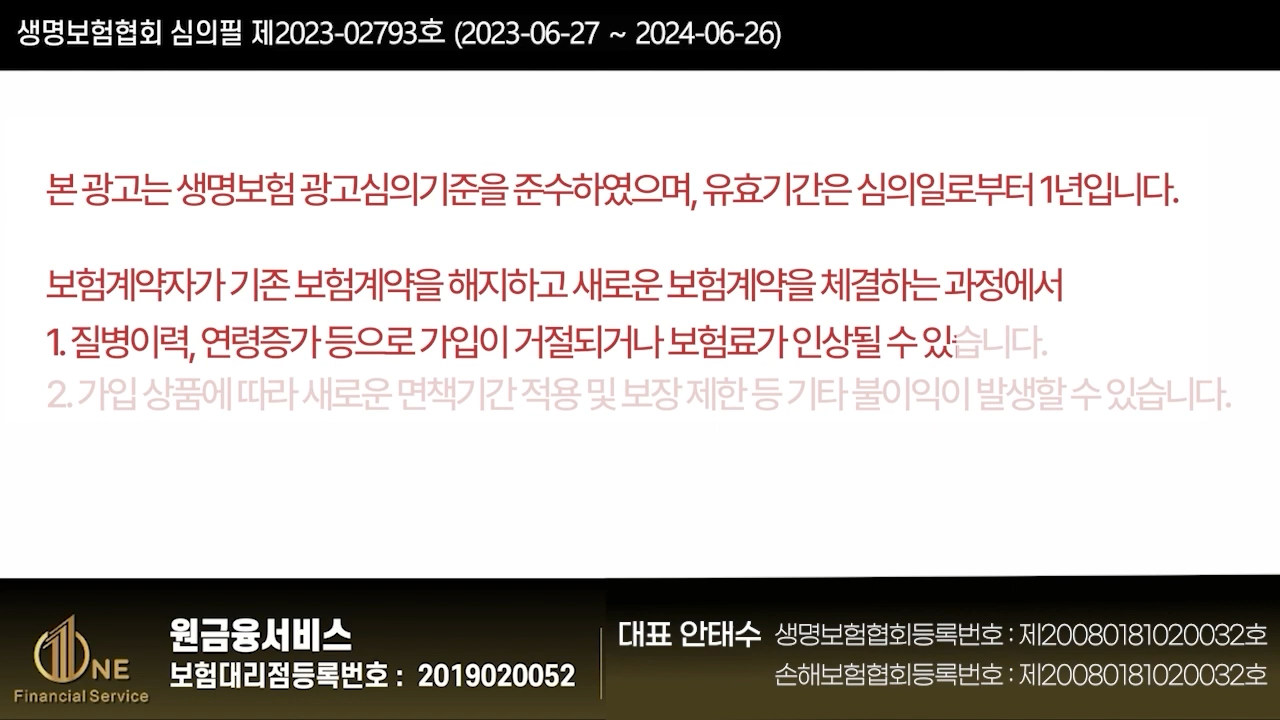 생명보험협회 심의필 제2023-02793호 (2023-06-27 ~ 2024-06-26)
본 광고는 생명보험 광고심의기준을 준수하였으며, 유효기간은 심의일로부터 1년입니다.
보험계약자가 기존 보험계약을 해지하고 새로운 보험계약을 체결하는 과정에서
1. 질병이력, 연령증가 등으로 가입이 거절되거나 보험료가 인상될 수 있습니다.
2. 가입 상품에 따라 새로운 면책기간 적용 및 보장 제한 등 기타 불이익이 발생할 수 있습니다.
ONE
Financial Service
원금융서비스
보험대리점등록번호 : 2019020052
대표 안태수 생명보험협회등록번호 : 제20080181020032호
손해보험협회등록번호 : 제20080181020032호